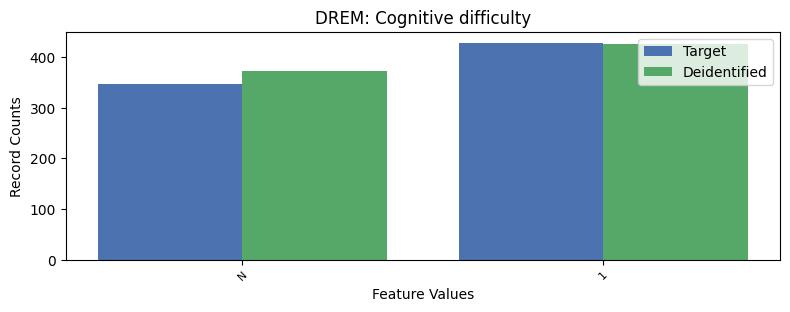 DREM: Cognitive difficulty
Target
Deidentified
Record Counts
400
300
200
100
0
N
1
Feature Values